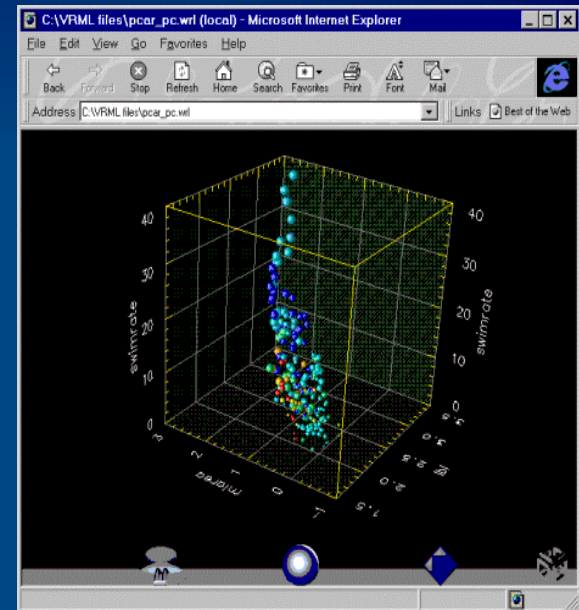 C:\VRML files\pcar_pc.wrl (local) - Microsoft Internet Explorer
File Edit View Go Favorites Help
Back Forward Stop Refresh Home Search Favorites Print Font Mail
Address C:\VRML files\pcar_pc.wrl Links Best of the Web
40 40
30 30
20 20
10 10
0 0
swimrate swimrate
3 2 1 0
1.5 2.0 2.5 3.0 3.5